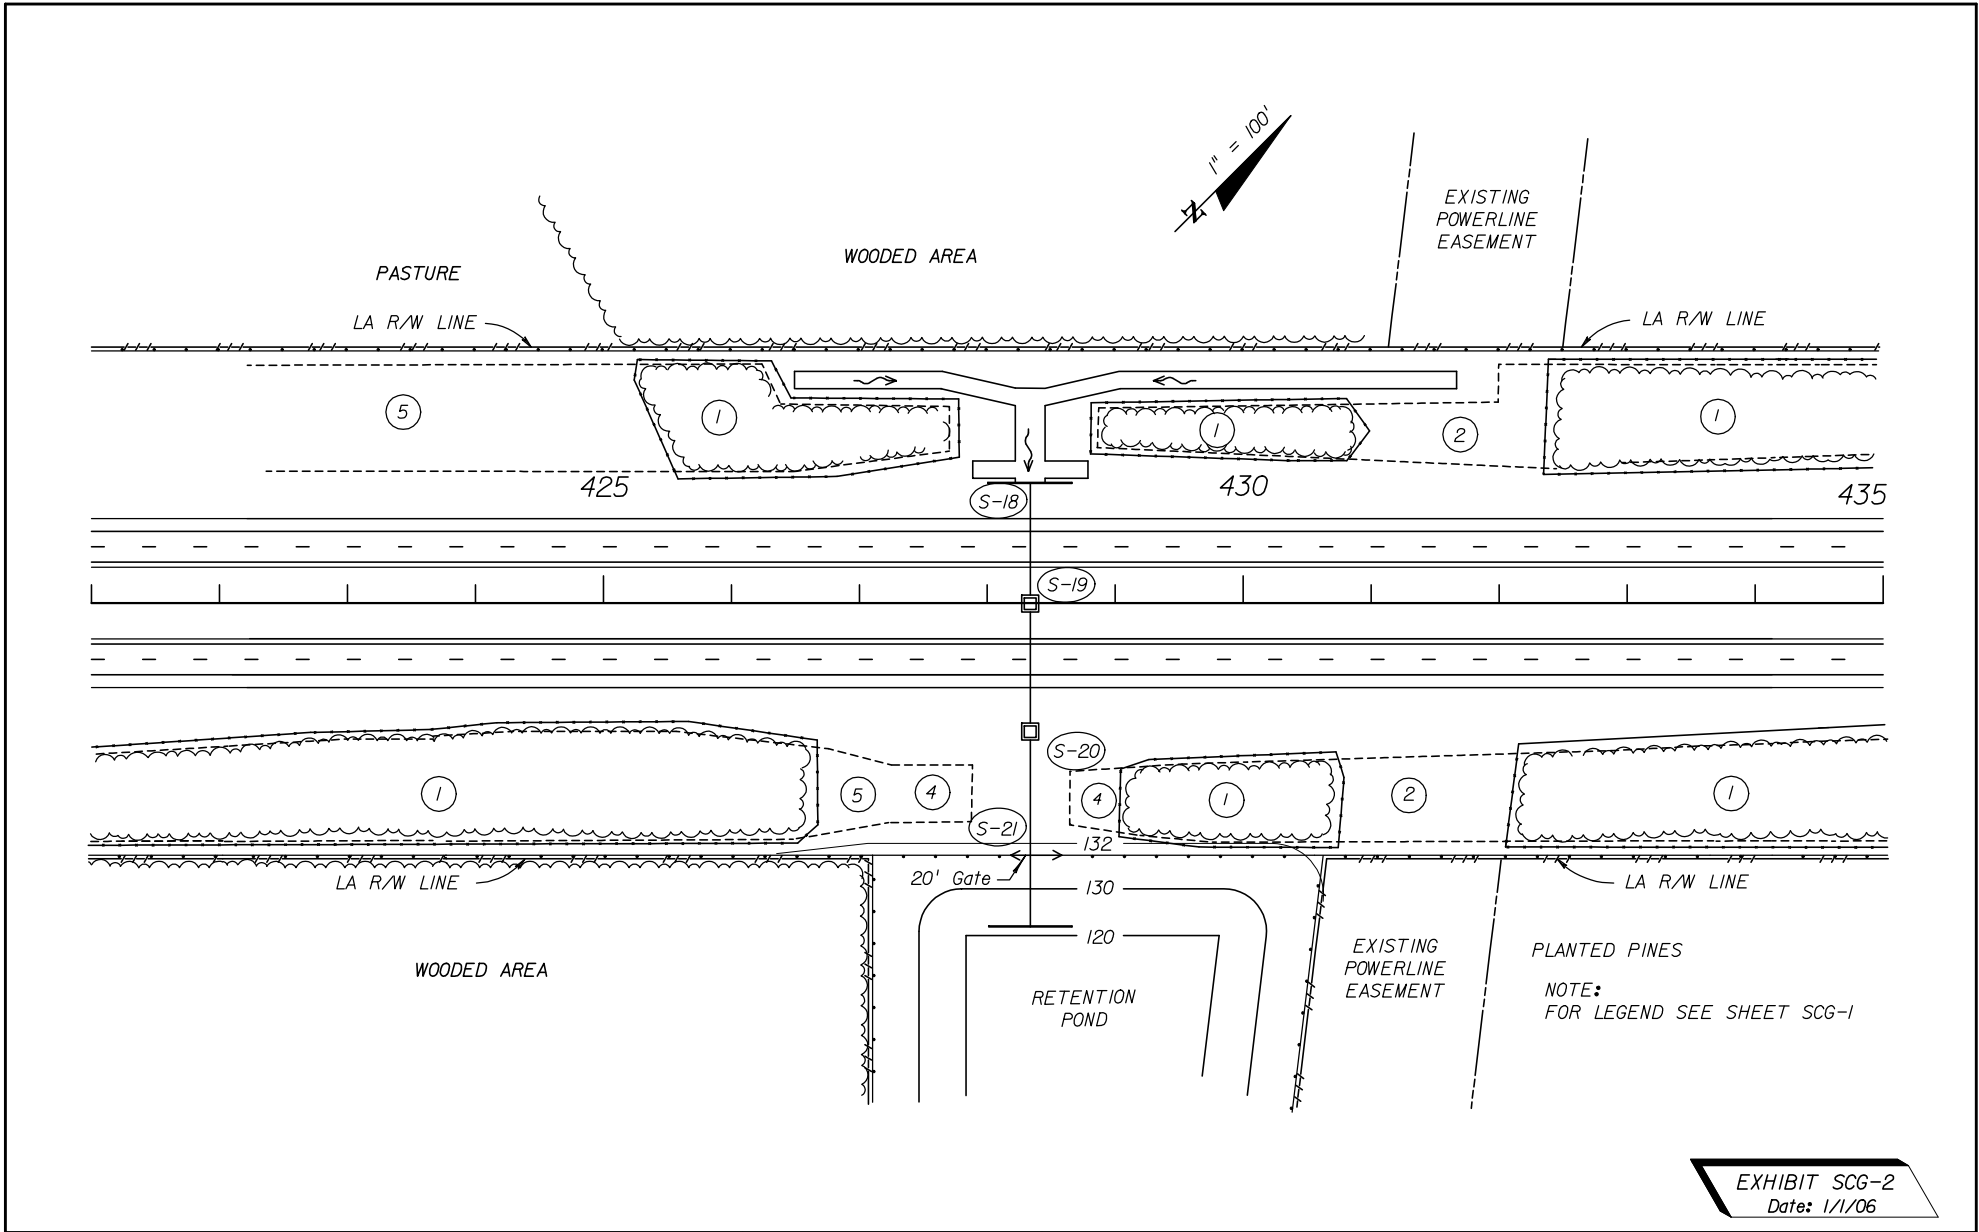 1" = 100'
N
EXISTING
POWERLINE
EASEMENT
WOODED AREA
PASTURE
LA R/W LINE
LA R/W LINE
5
1
1
2
1
425
430
435
S-18
S-19
S-20
1
5
4
4
1
2
1
S-21
132
LA R/W LINE
20' Gate
130
LA R/W LINE
120
WOODED AREA
RETENTION
POND
EXISTING
POWERLINE
EASEMENT
PLANTED PINES
NOTE:
FOR LEGEND SEE SHEET SCG-1
EXHIBIT SCG-2
Date: 1/1/06